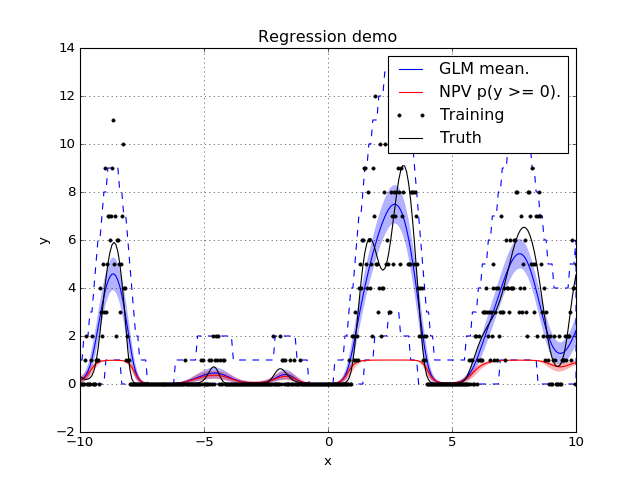 Regression demo
14
12
10
8
6
4
2
0
−2
y
−10
−5
0
5
10
x
GLM mean.
NPV p(y >= 0).
Training
Truth